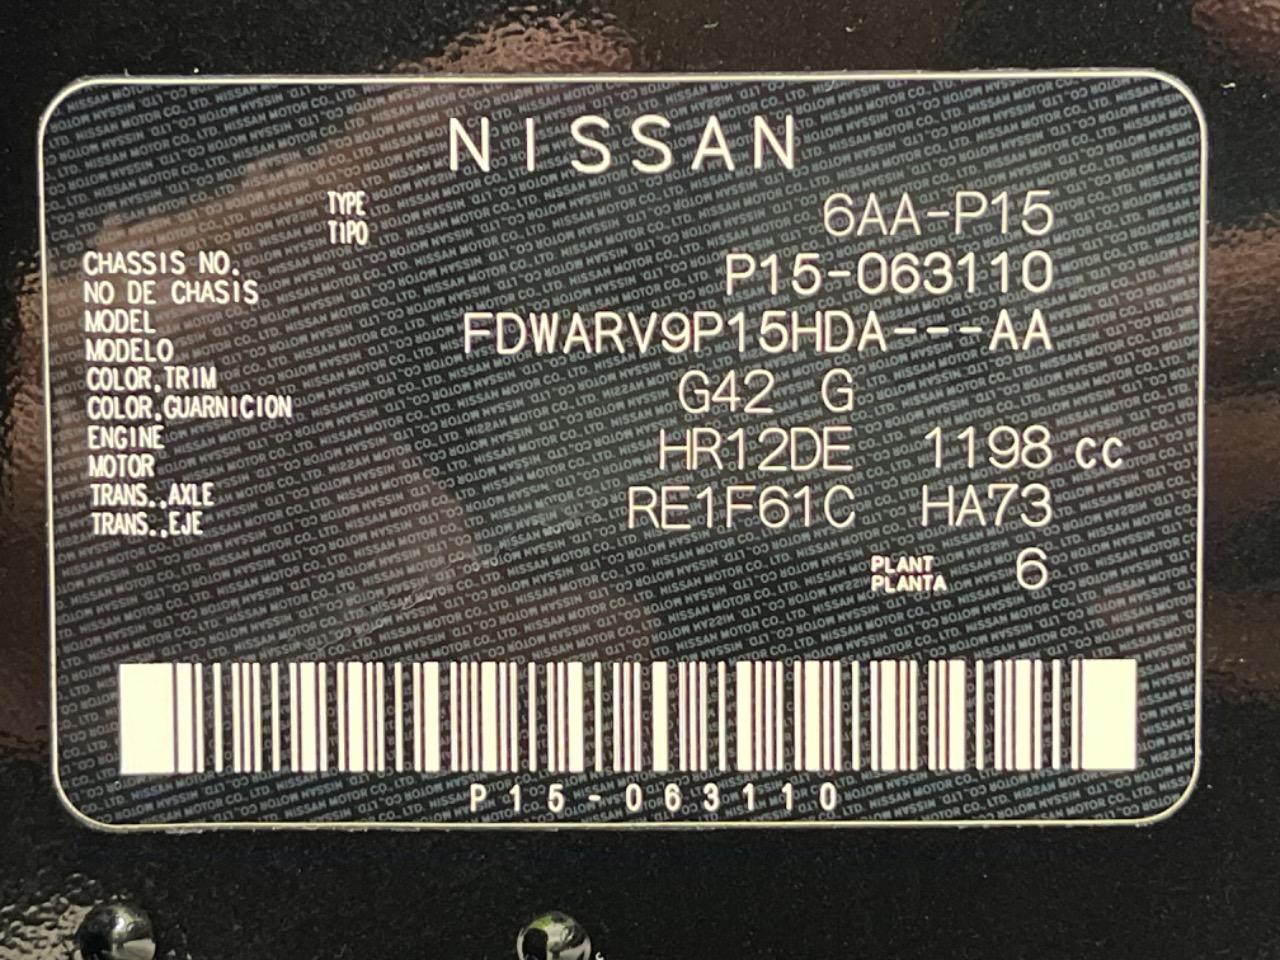 NISSAN
TYPE
TIPO 6AA-P15
CHASSIS NO.
NO DE CHASIS P15-063110
MODEL
MODELO FDWARV9P15HDA---AA
COLOR,TRIM
COLOR,GUARNICION G42 G
ENGINE
MOTOR HR12DE 1198 cc
TRANS.,AXLE
TRANS.,EJE RE1F61C HA73
PLANT
PLANTA 6
P15-063110